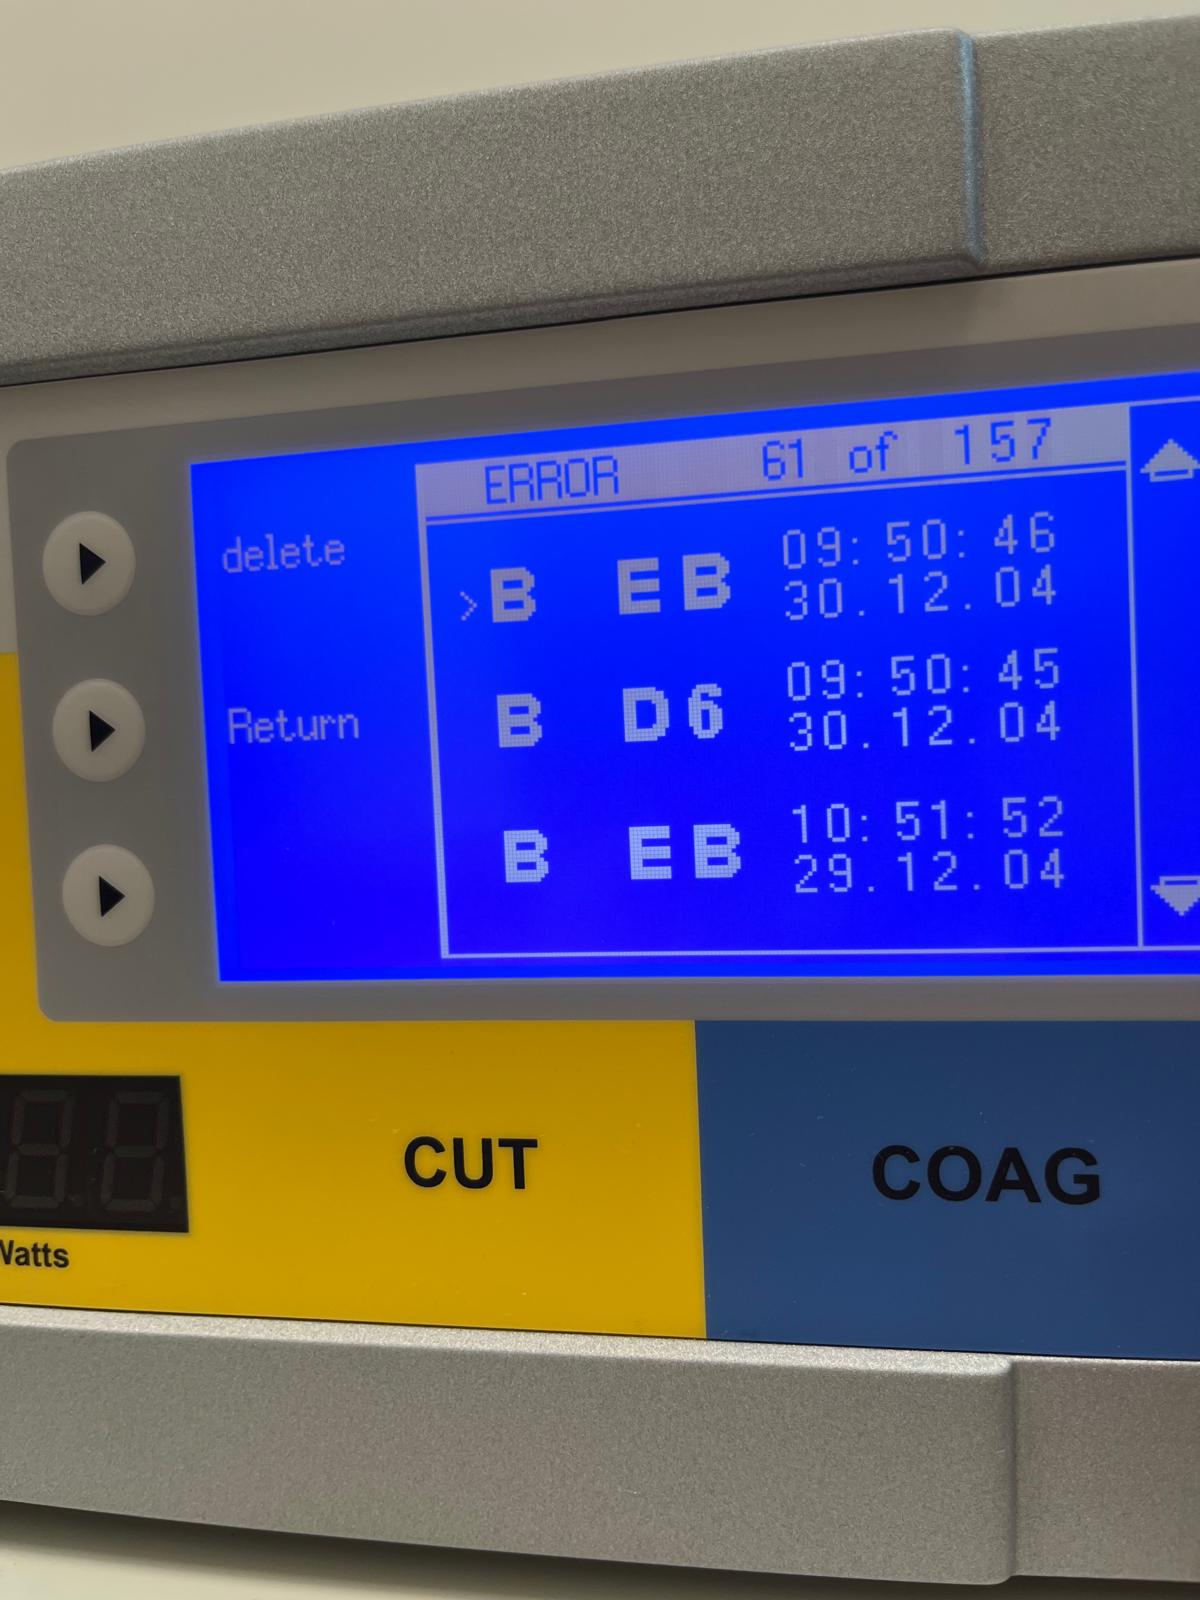 ERROR 61 of 157
delete
>B EB 09:50:46
30.12.04
Return
B D6 09:50:45
30.12.04
B EB 10:51:52
29.12.04
CUT
COAG
Watts